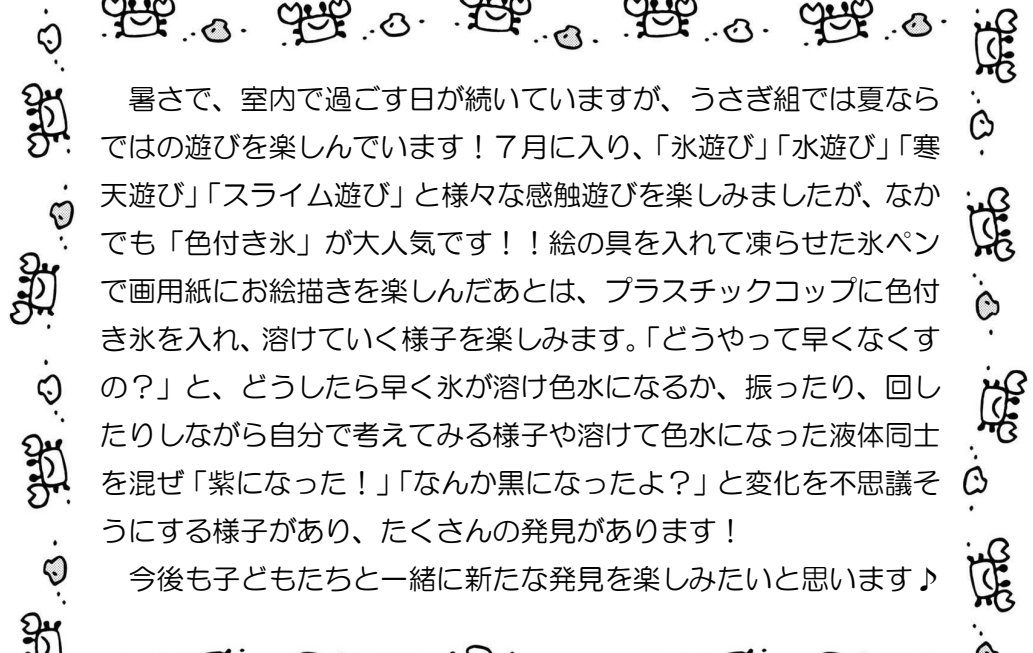 暑さで、室内で過ごす日が続いていますが、うさぎ組では夏なら
ではの遊びを楽しんでいます！７月に入り、「氷遊び」「水遊び」「寒
天遊び」「スライム遊び」と様々な感触遊びを楽しみましたが、なか
でも「色付き氷」が大人気です！！絵の具を入れて凍らせた氷ペン
で画用紙にお絵描きを楽しんだあとは、プラスチックコップに色付
き氷を入れ、溶けていく様子を楽しみます。「どうやって早くなくす
の？」と、どうしたら早く氷が溶け色水になるか、振ったり、回し
たりしながら自分で考えてみる様子や溶けて色水になった液体同士
を混ぜ「紫になった！」「なんか黒になったよ？」と変化を不思議そ
うにする様子があり、たくさんの発見があります！
　今後も子どもたちと一緒に新たな発見を楽しみたいと思います♪